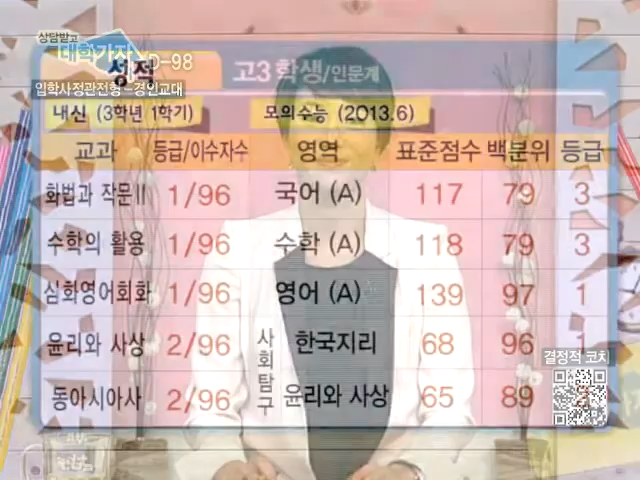 상담받고
대학가자 D-98
성적 고3 학생/인문계
입학사정관전형 -경인교대
내신 (3학년 1학기) 모의수능 (2013.6)
교과 등급/이수자수 영역 표준점수 백분위 등급
화법과 작문Ⅱ 1/96 국어 (A) 117 79 3
수학의 활용 1/96 수학 (A) 118 79 3
심화영어회화 1/96 영어 (A) 139 97 1
윤리와 사상 2/96 사회탐구 한국지리 68 96 1
결정적 코치
동아시아사 2/96 윤리와 사상 65 89